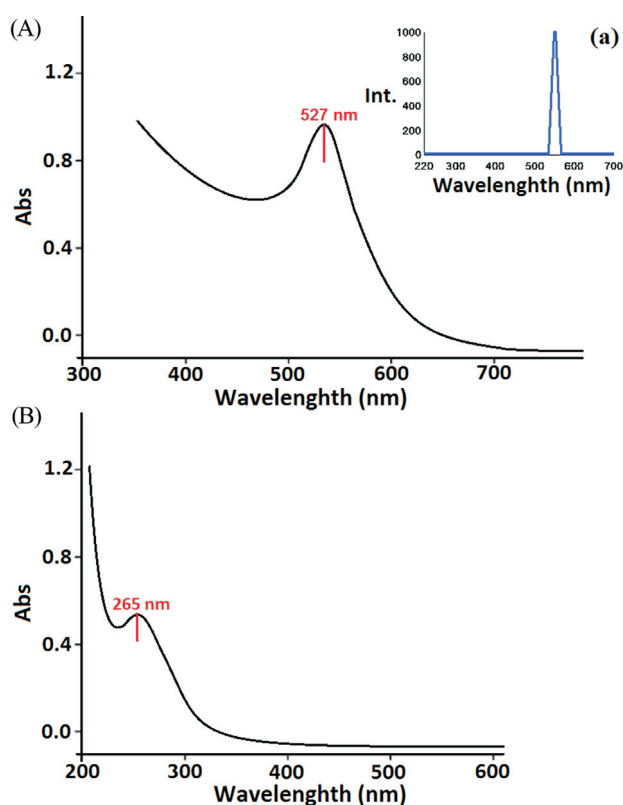 (A)
Abs
1.2
0.8
0.4
0.0
527 nm
300 400 500 600 700
Wavelenghth (nm)
(a)
Int.
1000
800
600
400
200
0
220 300 400 500 600 700
Wavelenghth (nm)
(B)
Abs
1.2
0.8
0.4
0.0
265 nm
200 300 400 500 600
Wavelenghth (nm)